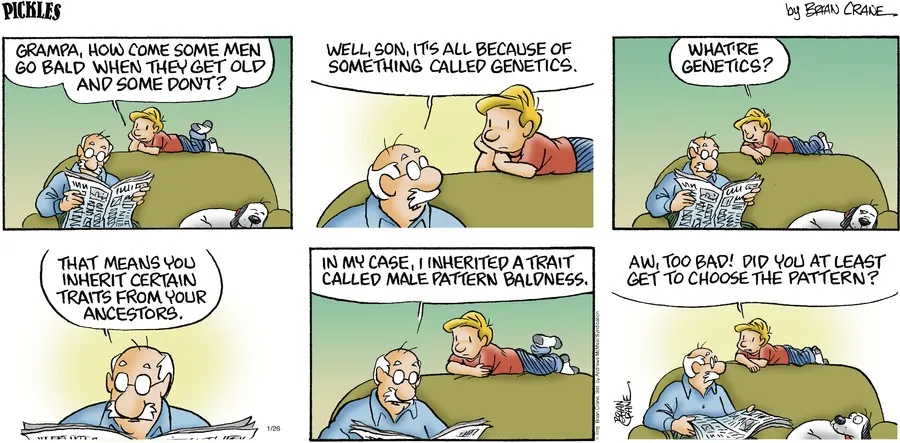 PICKLES
by BRIAN CRANE
GRAMPA, HOW COME SOME MEN
GO BALD WHEN THEY GET OLD
AND SOME DON'T?
WELL, SON, IT'S ALL BECAUSE OF
SOMETHING CALLED GENETICS.
WHAT'RE
GENETICS?
THAT MEANS YOU
INHERIT CERTAIN
TRAITS FROM YOUR
ANCESTORS.
1/26
IN MY CASE, I INHERITED A TRAIT
CALLED MALE PATTERN BALDNESS.
AW, TOO BAD! DID YOU AT LEAST
GET TO CHOOSE THE PATTERN?
BRIAN
CRANE